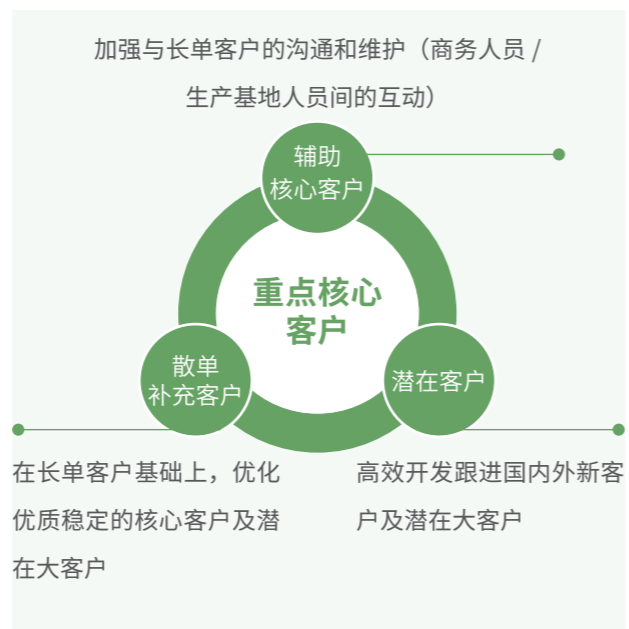 加强与长单客户的沟通和维护（商务人员 /
生产基地人员间的互动）
辅助
核心客户
重点核心
客户
散单
补充客户
潜在客户
在长单客户基础上，优化
优质稳定的核心客户及潜
在大客户
高效开发跟进国内外新客
户及潜在大客户